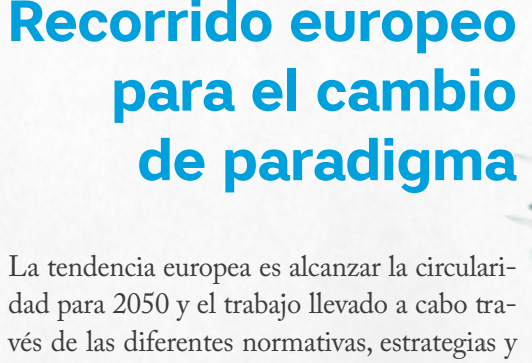 Recorrido europeo
para el cambio
de paradigma
La tendencia europea es alcanzar la circulari-
dad para 2050 y el trabajo llevado a cabo tra-
vés de las diferentes normativas, estrategias y